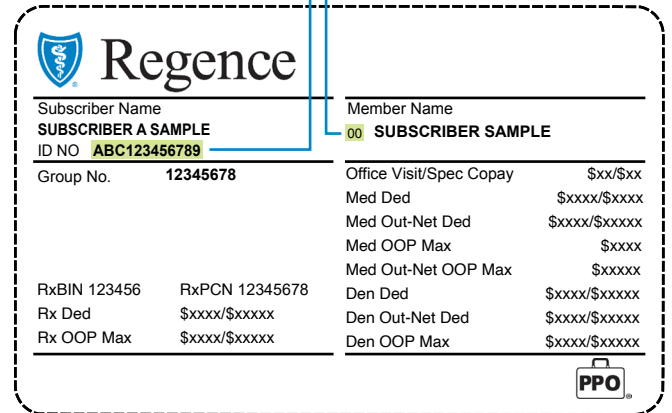 Regence
Subscriber Name
SUBSCRIBER A SAMPLE
ID NO ABC123456789
Group No. 12345678
RxBIN 123456 RxPCN 12345678
Rx Ded $xxxx/$xxxxx
Rx OOP Max $xxxx/$xxxxx
Member Name
00 SUBSCRIBER SAMPLE
Office Visit/Spec Copay $xx/$xx
Med Ded $xxxx/$xxxx
Med Out-Net Ded $xxxx/$xxxxx
Med OOP Max $xxxx
Med Out-Net OOP Max $xxxxx
Den Ded $xxxx/$xxxxx
Den Out-Net Ded $xxxx/$xxxxx
Den OOP Max $xxxx/$xxxxx
PPO®